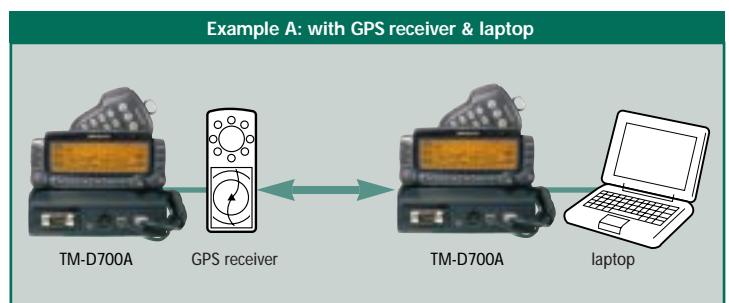 Example A: with GPS receiver & laptop
TM-D700A
GPS receiver
TM-D700A
laptop